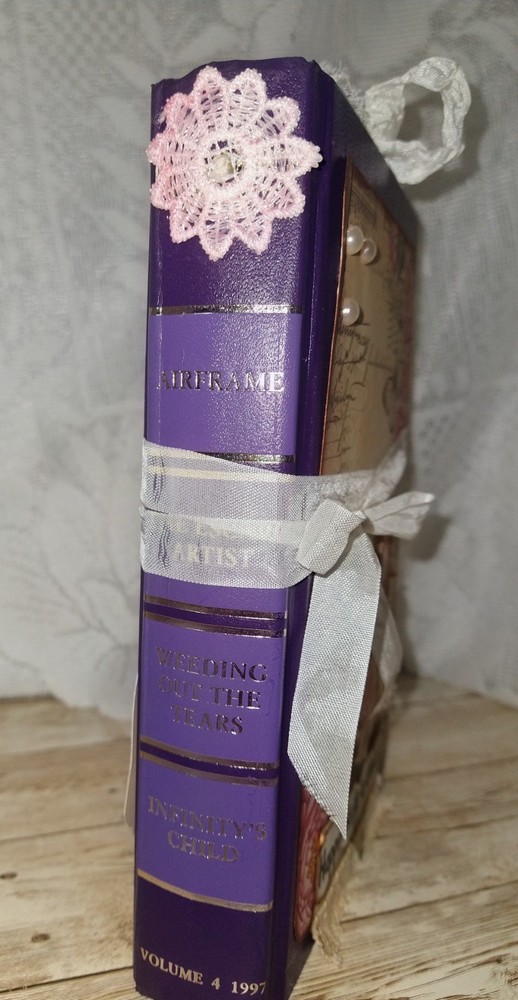 AIRFRAME
ARTIST
WEEDING
OUT THE
TEARS
INFINITY'S
CHILD
VOLUME 4 1997